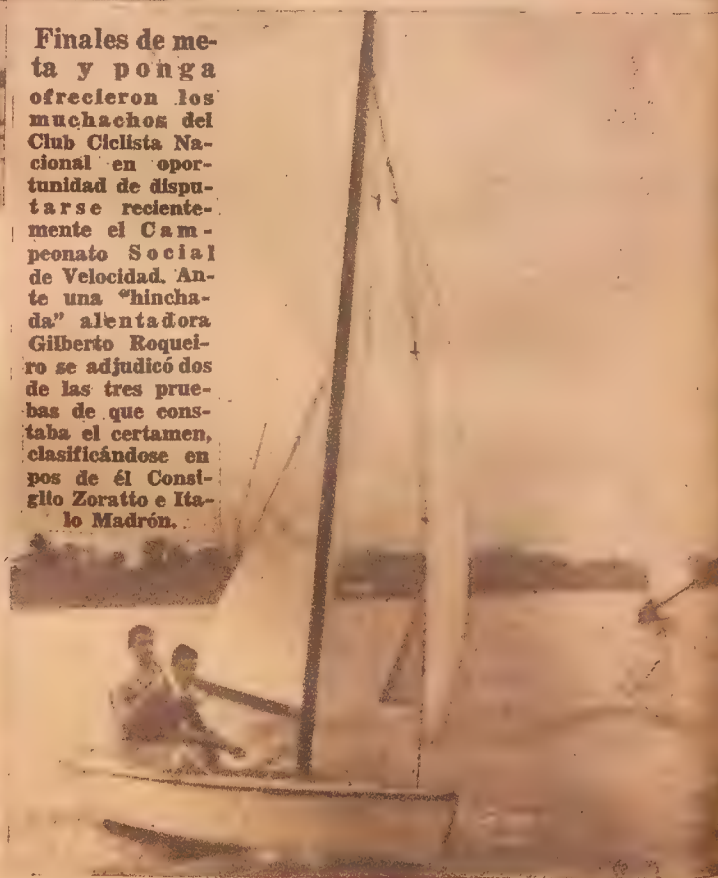 Finales de me-
ta y ponga
ofrecieron los
muchachos del
Club Ciclista Na-
cional en opor-
tunidad de dispu-
tarse reciente-
mente el Cam-
peonato Social
de Velocidad. An-
te una "hincha-
da" alentadora
Gilberto Roquei-
ro se adjudicó dos
de las tres prue-
bas de que cons-
taba el certamen,
clasificándose en
pos de él Consi-
glio Zoratto e Ita-
lo Madrón.